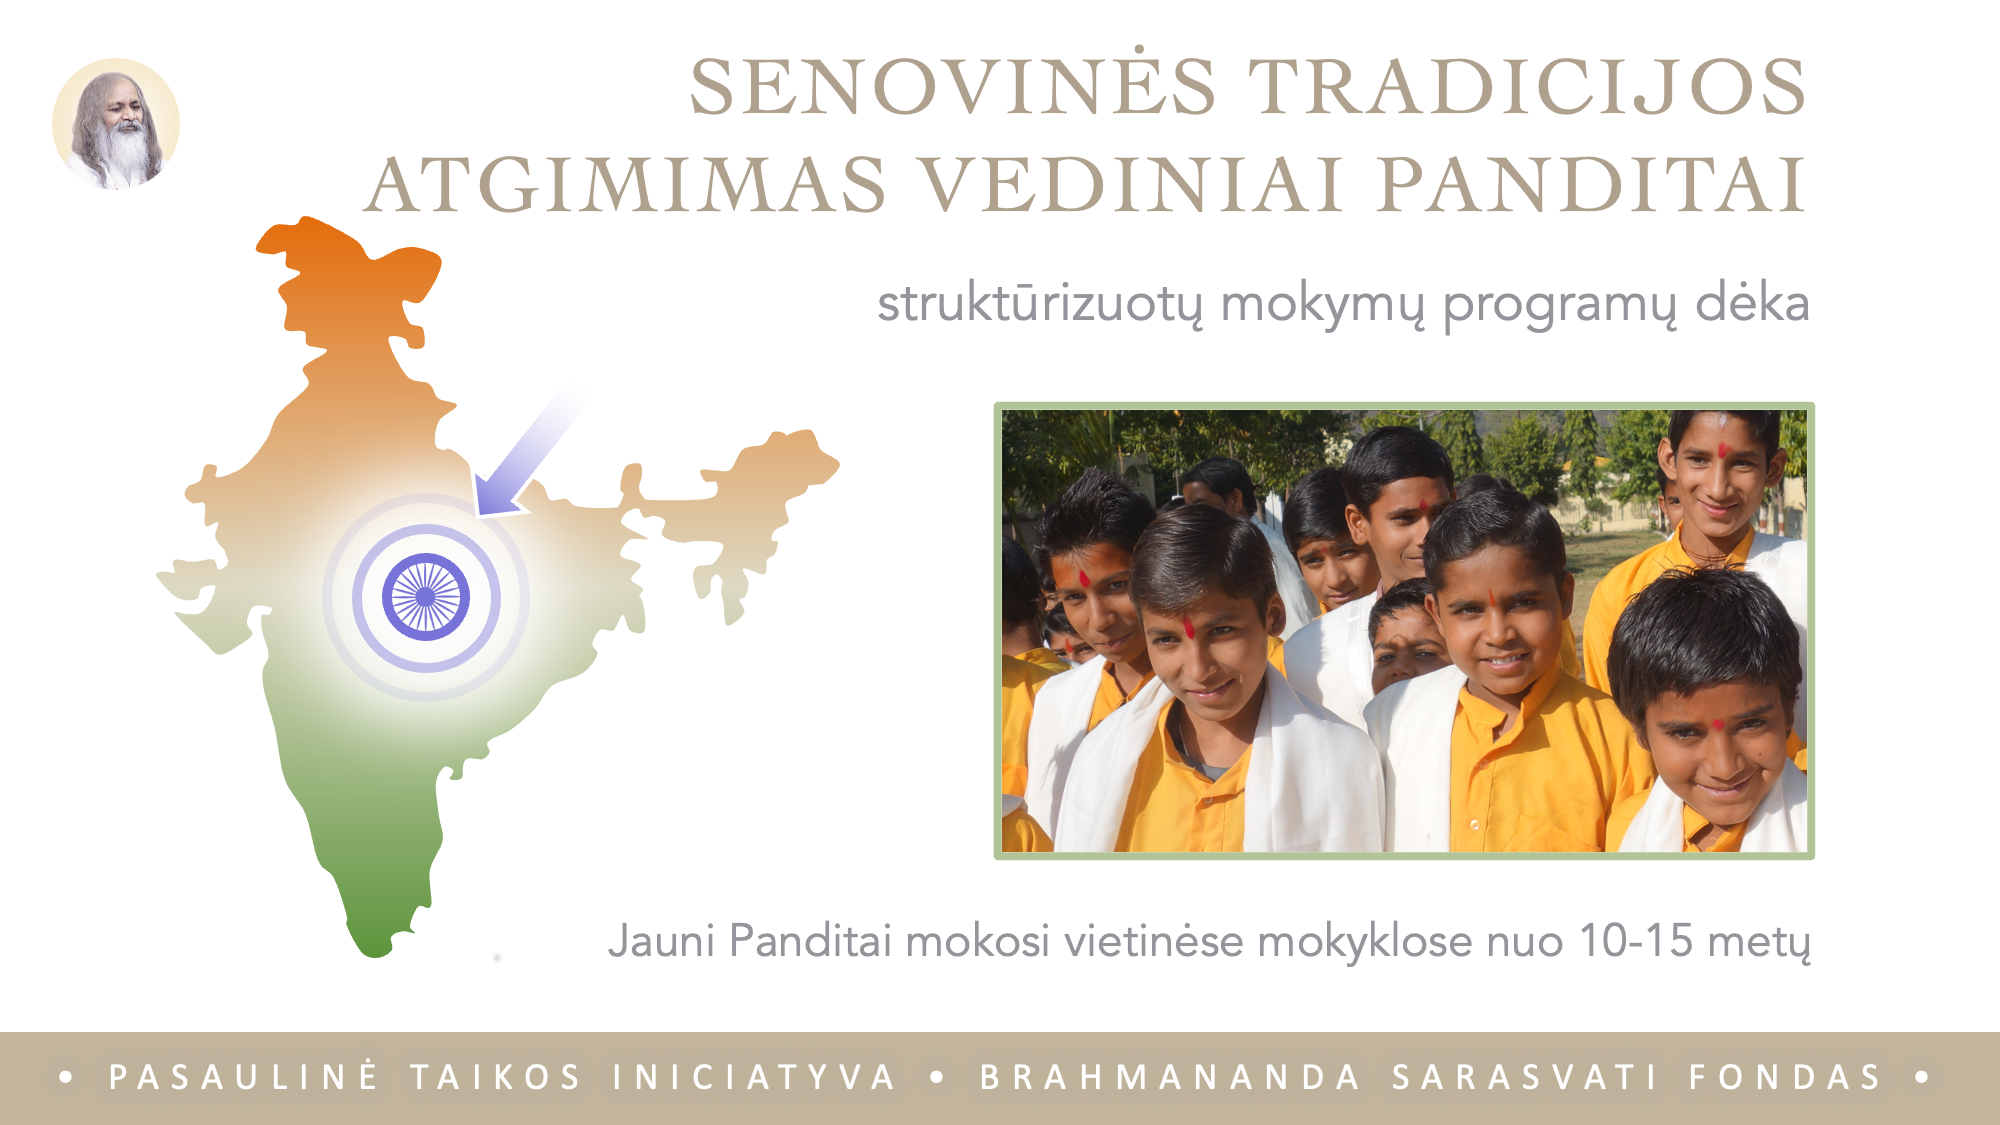 SENOVINĖS TRADICIJOS
ATGIMIMAS VEDINIAI PANDITAI
struktūrizuotų mokymų programų dėka
Jauni Panditai mokosi vietinėse mokyklose nuo 10-15 metų
• PASAULINĖ TAIKOS INICIATYVA • BRAHMANANDA SARASVATI FONDAS •